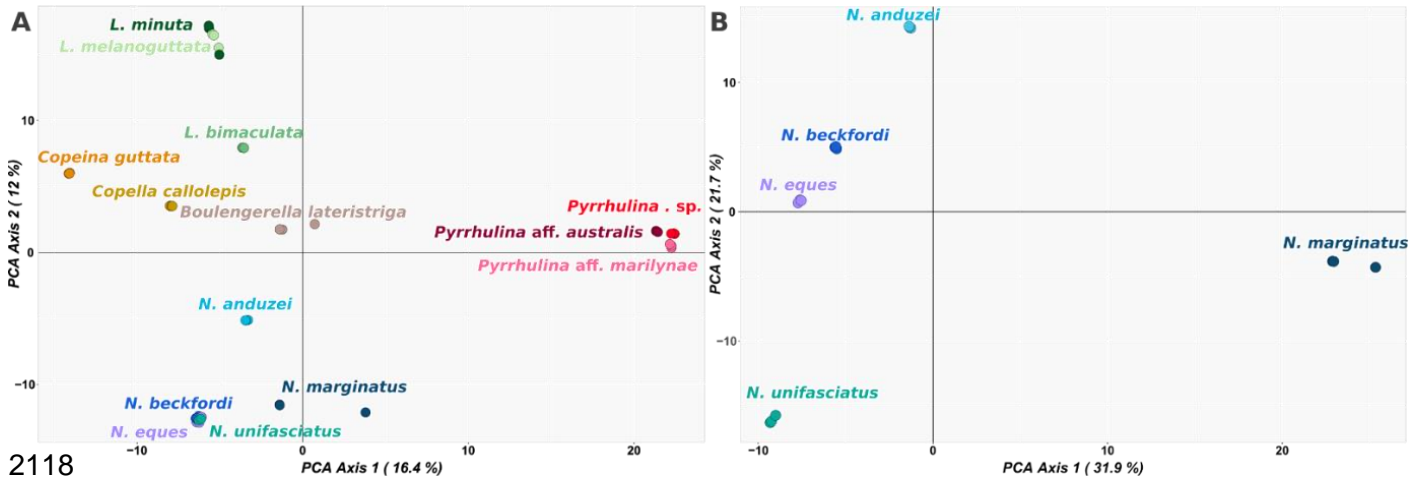 A
L. minuta
L. melanoguttata
10
L. bimaculata
Copeina guttata
Copella callolepis
Boulengerella lateristriga
Pyrrhulina . sp.
Pyrrhulina aff. australis
Pyrrhulina aff. marilynae
0
N. anduzei
−10
N. marginatus
N. beckfordi
N. eques
N. unifasciatus
−10
0
10
20
PCA Axis 1 ( 16.4 %)
PCA Axis 2 ( 12 %)
B
N. anduzei
10
N. beckfordi
N. eques
0
N. marginatus
−10
N. unifasciatus
−10
0
10
20
PCA Axis 1 ( 31.9 %)
PCA Axis 2 ( 21.7 %)
2118